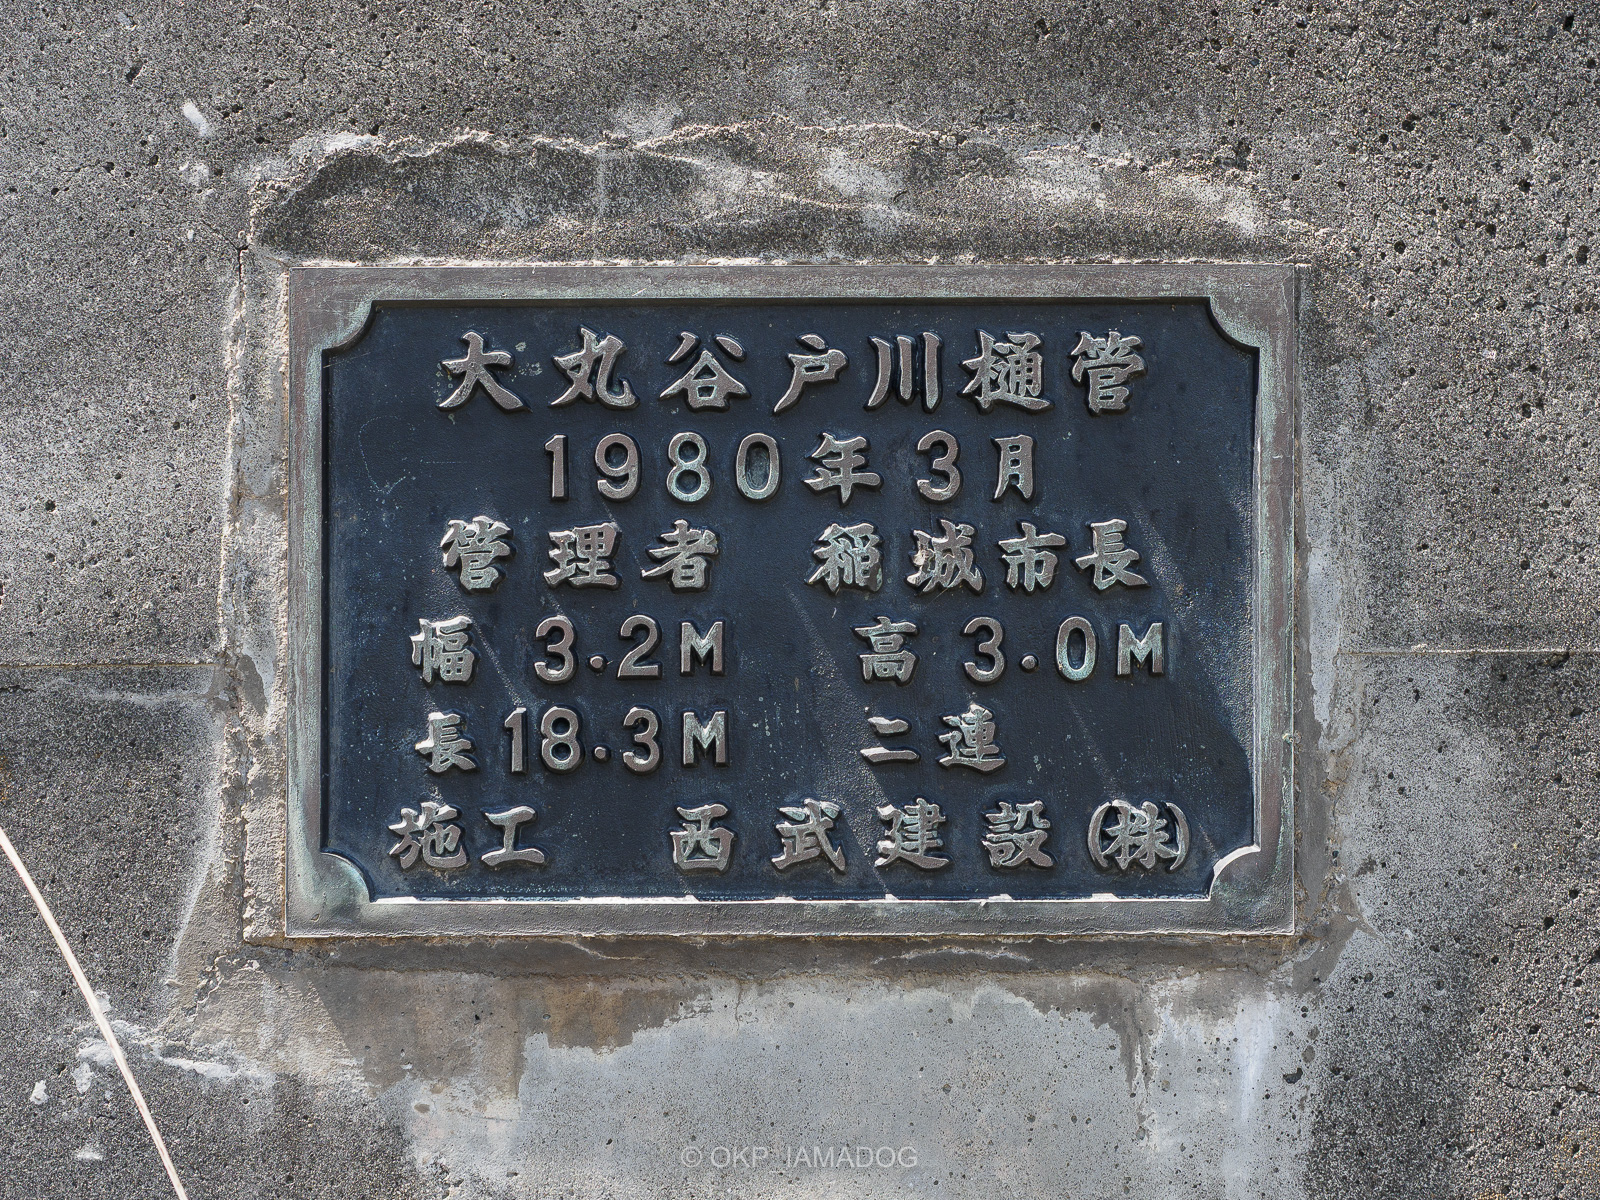 大丸谷戸川樋管
1980年3月
管理者 稲城市長
幅 3.2M 高 3.0M
長 18.3M 二連
施工 西武建設(株)
© OKP IAMADOG